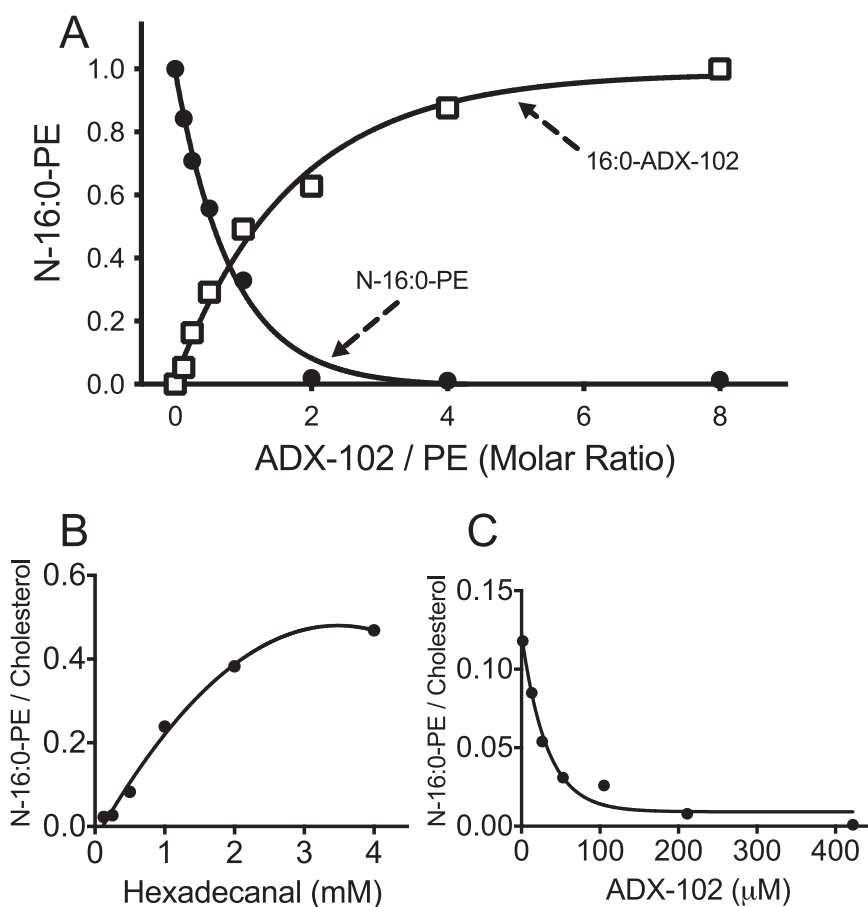 A
N-16:0-PE
1.0
0.8
0.6
0.4
0.2
0.0
16:0-ADX-102
N-16:0-PE
0 2 4 6 8
ADX-102 / PE (Molar Ratio)
B
N-16:0-PE / Cholesterol
0.6
0.4
0.2
0.0
0 1 2 3 4
Hexadecanal (mM)
C
N-16:0-PE / Cholesterol
0.15
0.10
0.05
0.00
0 100 200 300 400
ADX-102 (μM)